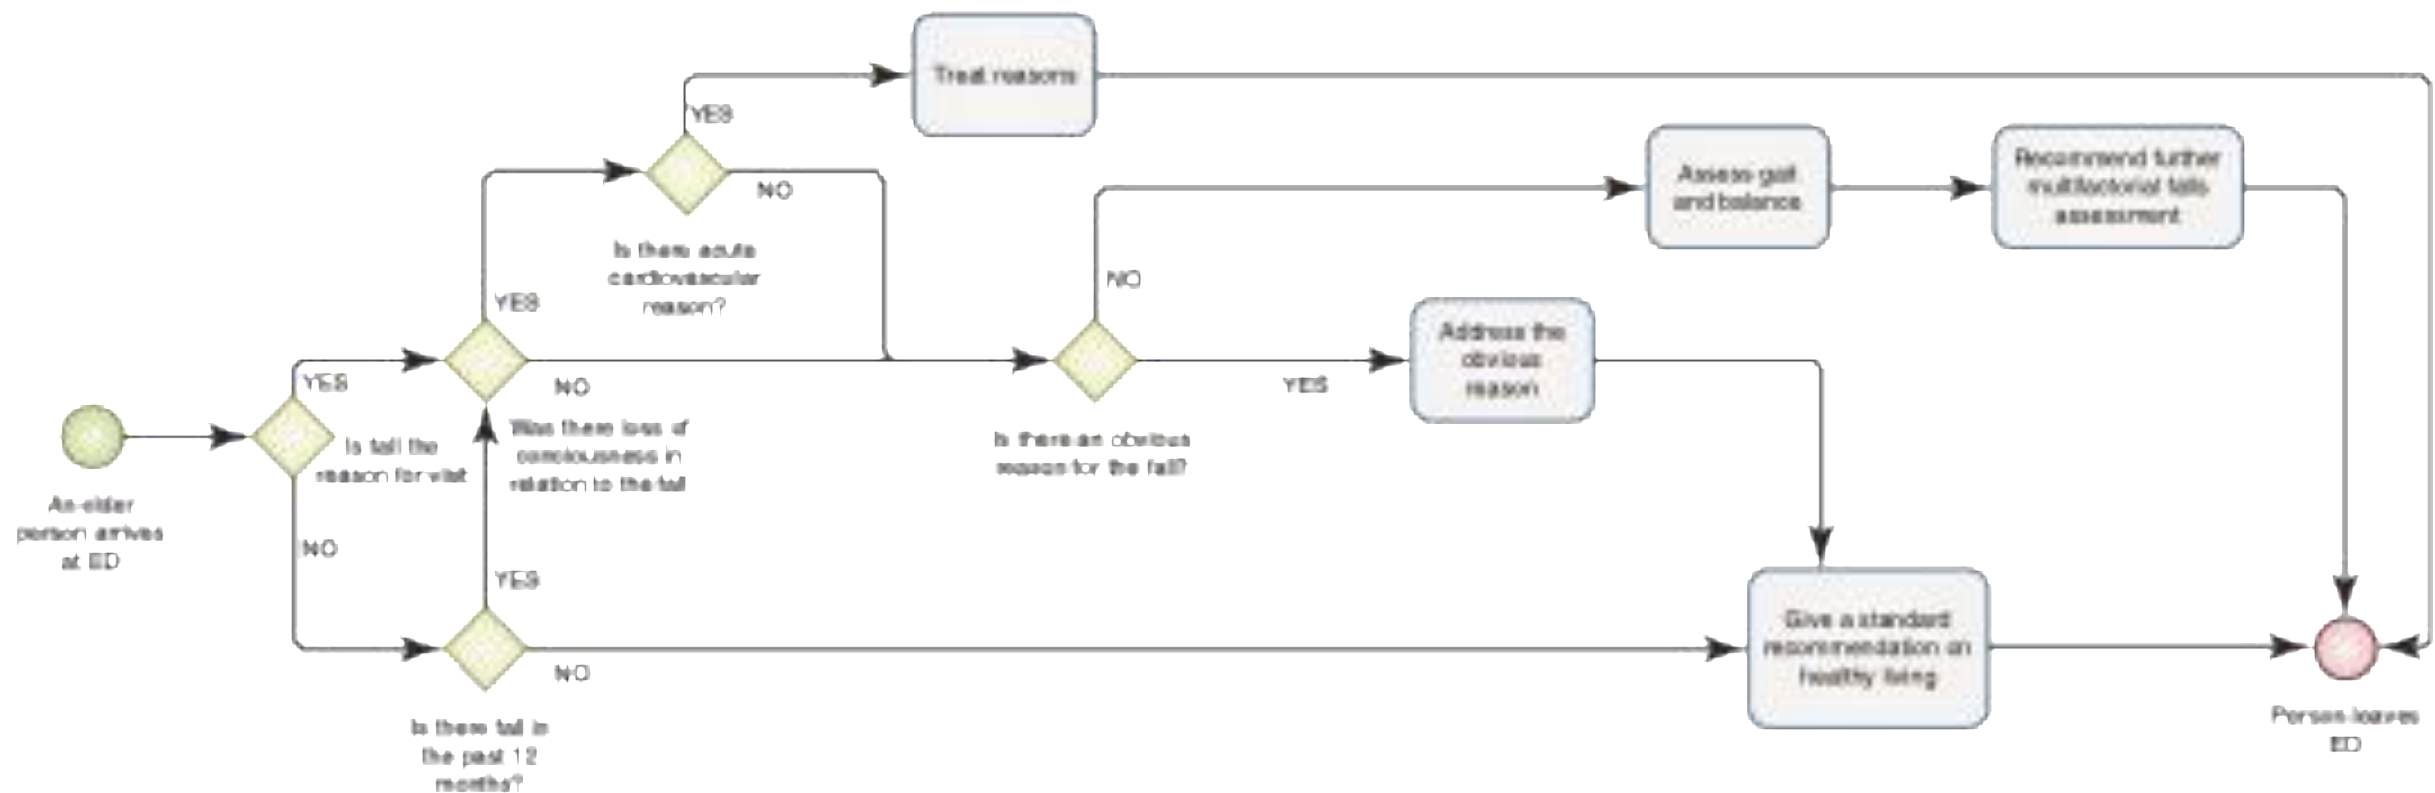 Treat reasons
YES
Assess gait
and balance
Recommend further
multifactorial falls
assessment
NO
Is there acute
cardiovascular
reason?
NO
YES
Address the
obvious
reason
YES
NO
YES
Is fall the
reason for visit
Was there loss of
consciousness in
relation to the fall
Is there an obvious
reason for the fall?
An older
person arrives
at ED
NO
YES
Give a standard
recommendation on
healthy living
NO
Is there fall in
the past 12
months?
Person leaves
ED